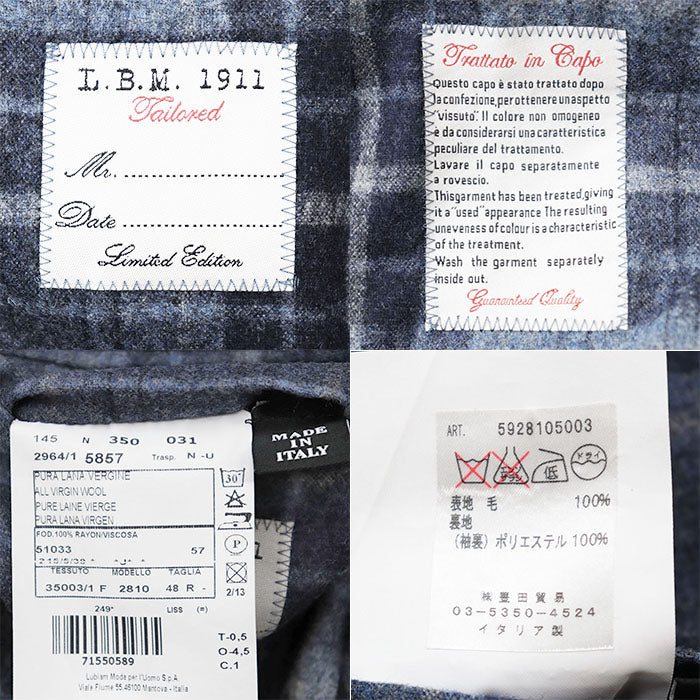 L.B.M. 1911
Tailored
Mr.
Date
Limited Edition
Trattato in Capo
Questo capo è stato trattato dopo
la confezione,per ottenere un aspetto
"vissuto". Il colore non omogeneo
è da considerarsi una caratteristica
peculiare del trattamento.
Lavare il capo separatamente
a rovescio.
Thisgarment has been treated,giving
it a "used" appearance The resulting
uneveness of colour is a characteristic
of the treatment.
Wash the garment separately
inside out.
Guaranteed Quality
145 N 350 031
2964/1 5857 Trasp. N-U
PURA LANA VERGINE
ALL VIRGIN WOOL
PURE LAINE VIERGE
PURA LANA VIRGEN
FOD.100% RAYON/VISCOSA
51033 57
TESSUTO MODELLO TAGLIA
35003/1 F 2810 48 R-
249* LISS (=)
71550589
T-0,5
O-4,5
C.1
Lubiam Moda per l'Uomo S.p.A
Viale Fiume 55.46100 Mantova - Italia
30°
P
2/13
MADE
IN
ITALY
ART. 5928105003
低 ドライ
表地 毛 100%
裏地
(袖裏) ポリエステル 100%
㈱ 豊田貿易
03-5350-4524
イタリア製